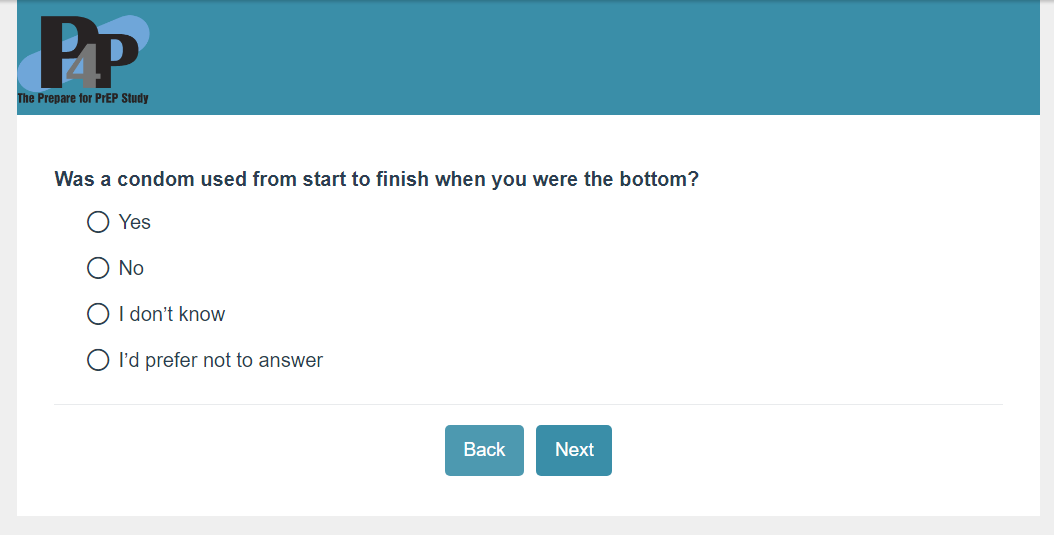 P4P
The Prepare for PrEP Study
Was a condom used from start to finish when you were the bottom?
Yes
No
I don’t know
I’d prefer not to answer
Back Next